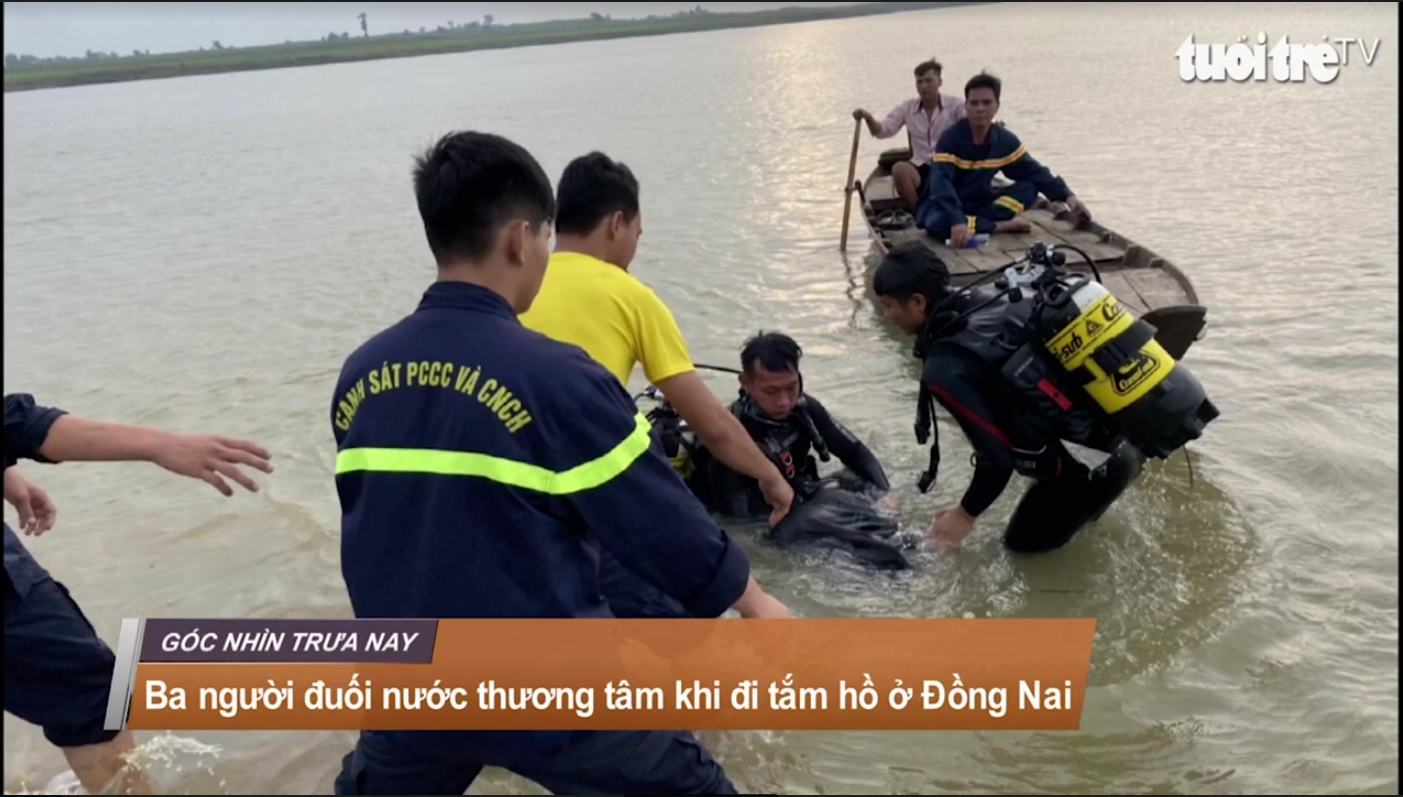 tuổi trẻ TV
CẢNH SÁT PCCC VÀ CNCH
GÓC NHÌN TRƯA NAY
Ba người đuối nước thương tâm khi đi tắm hồ ở Đồng Nai